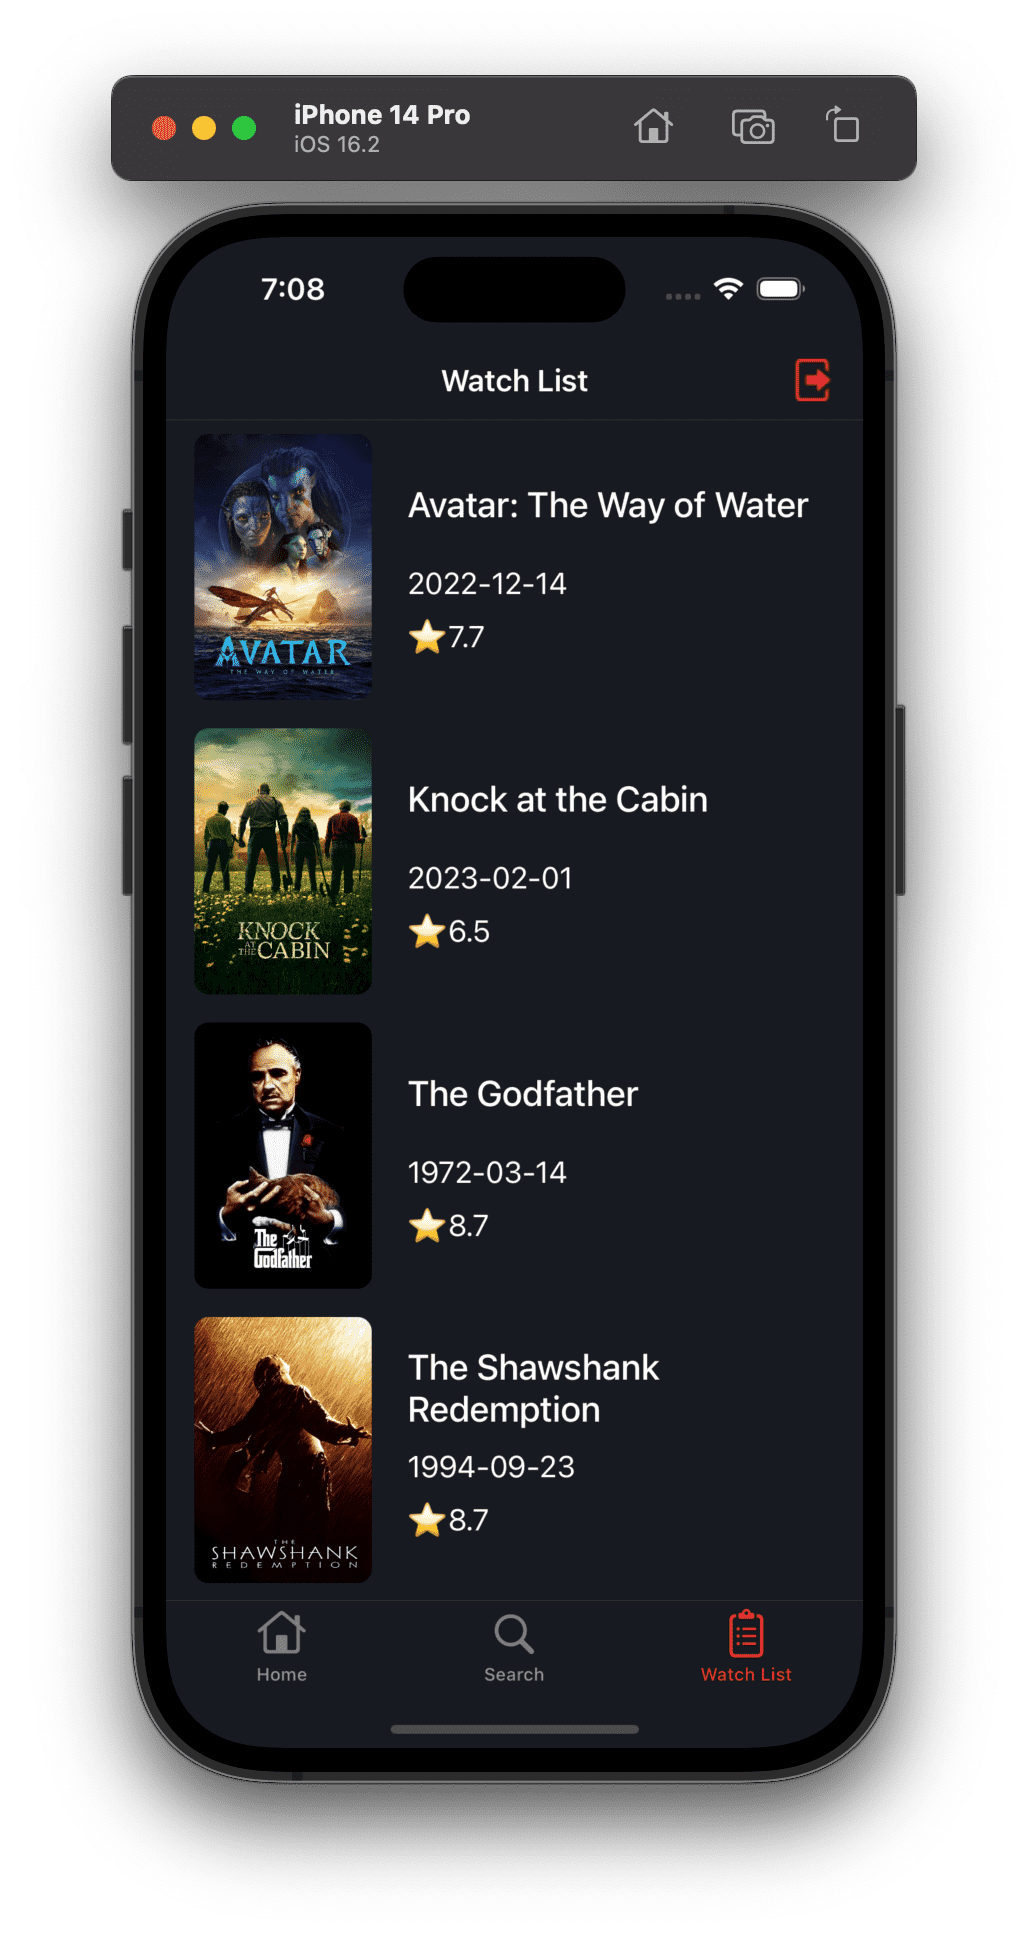 iPhone 14 Pro
iOS 16.2
7:08
Watch List
AVATAR
THE WAY OF WATER
Avatar: The Way of Water
2022-12-14
⭐7.7
KNOCK
AT THE CABIN
Knock at the Cabin
2023-02-01
⭐6.5
The
Godfather
The Godfather
1972-03-14
⭐8.7
THE
SHAWSHANK
REDEMPTION
The Shawshank
Redemption
1994-09-23
⭐8.7
Home
Search
Watch List